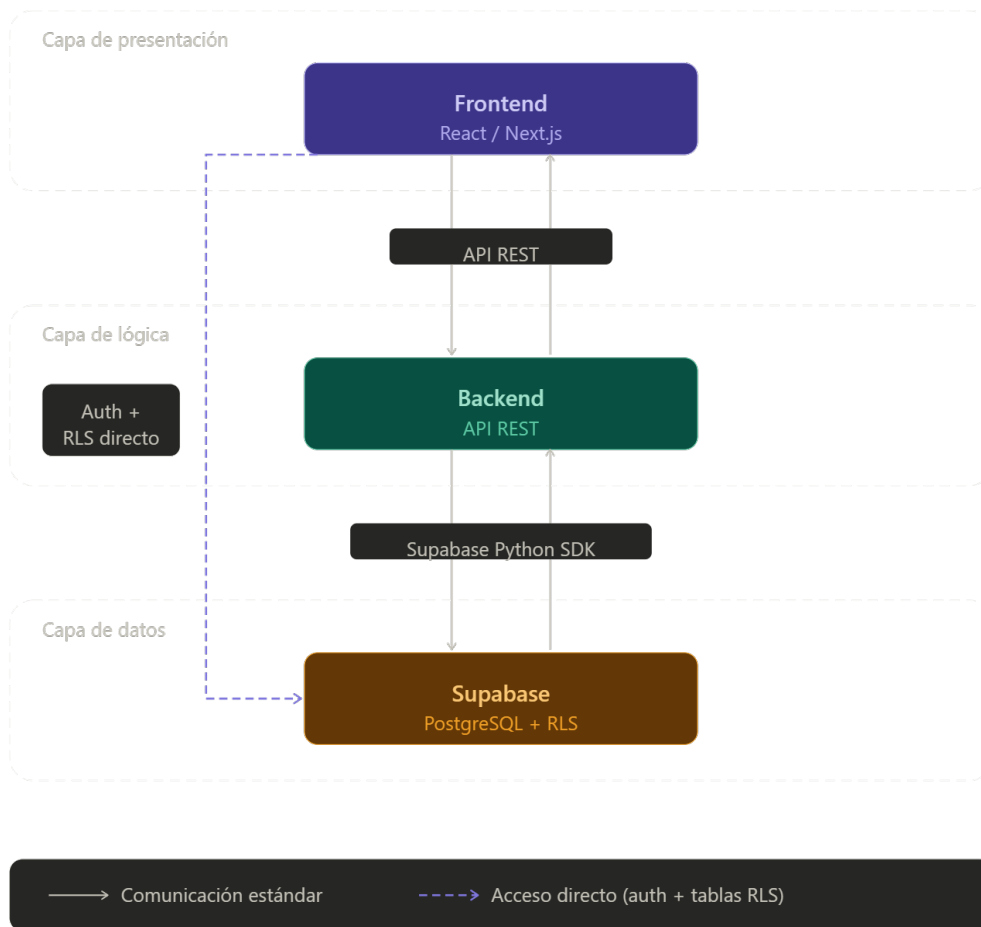 Capa de presentación
Frontend
React / Next.js
API REST
Capa de lógica
Backend
API REST
Auth +
RLS directo
Supabase Python SDK
Capa de datos
Supabase
PostgreSQL + RLS
Comunicación estándar
Acceso directo (auth + tablas RLS)